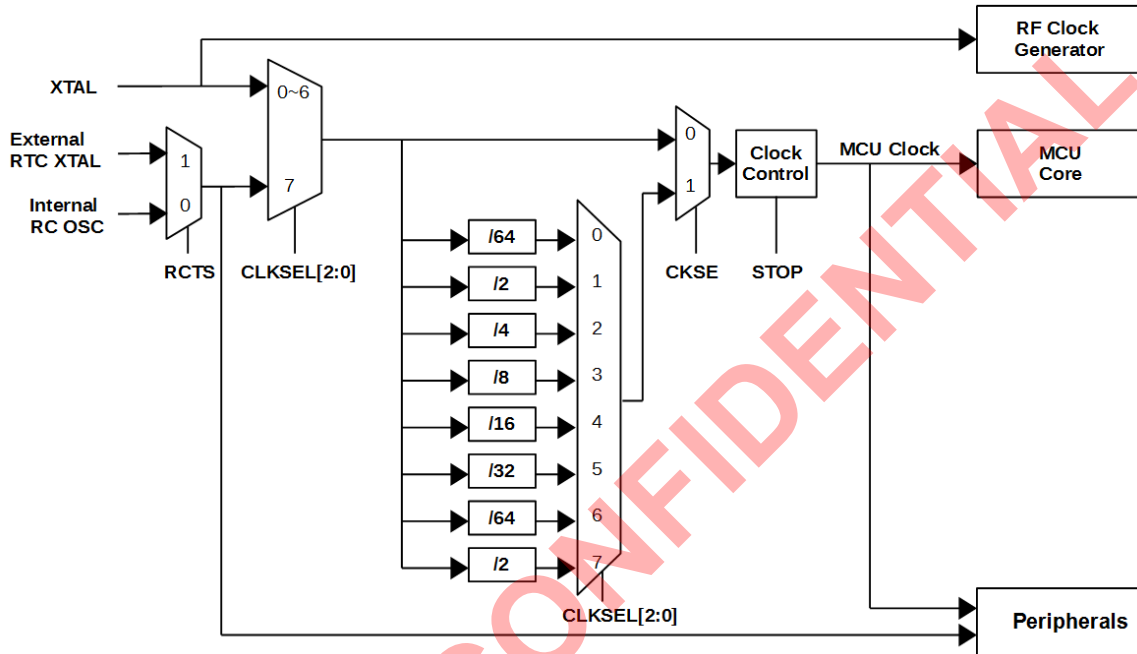 RF Clock
Generator
XTAL
0~6
External
RTC XTAL
1
7
Internal
RC OSC
0
RCTS
CLKSEL[2:0]
0
1
Clock
Control
MCU Clock
MCU
Core
CKSE
STOP
/64
0
/2
1
/4
2
/8
3
/16
4
/32
5
/64
6
/2
7
CLKSEL[2:0]
Peripherals
CONFIDENTIAL